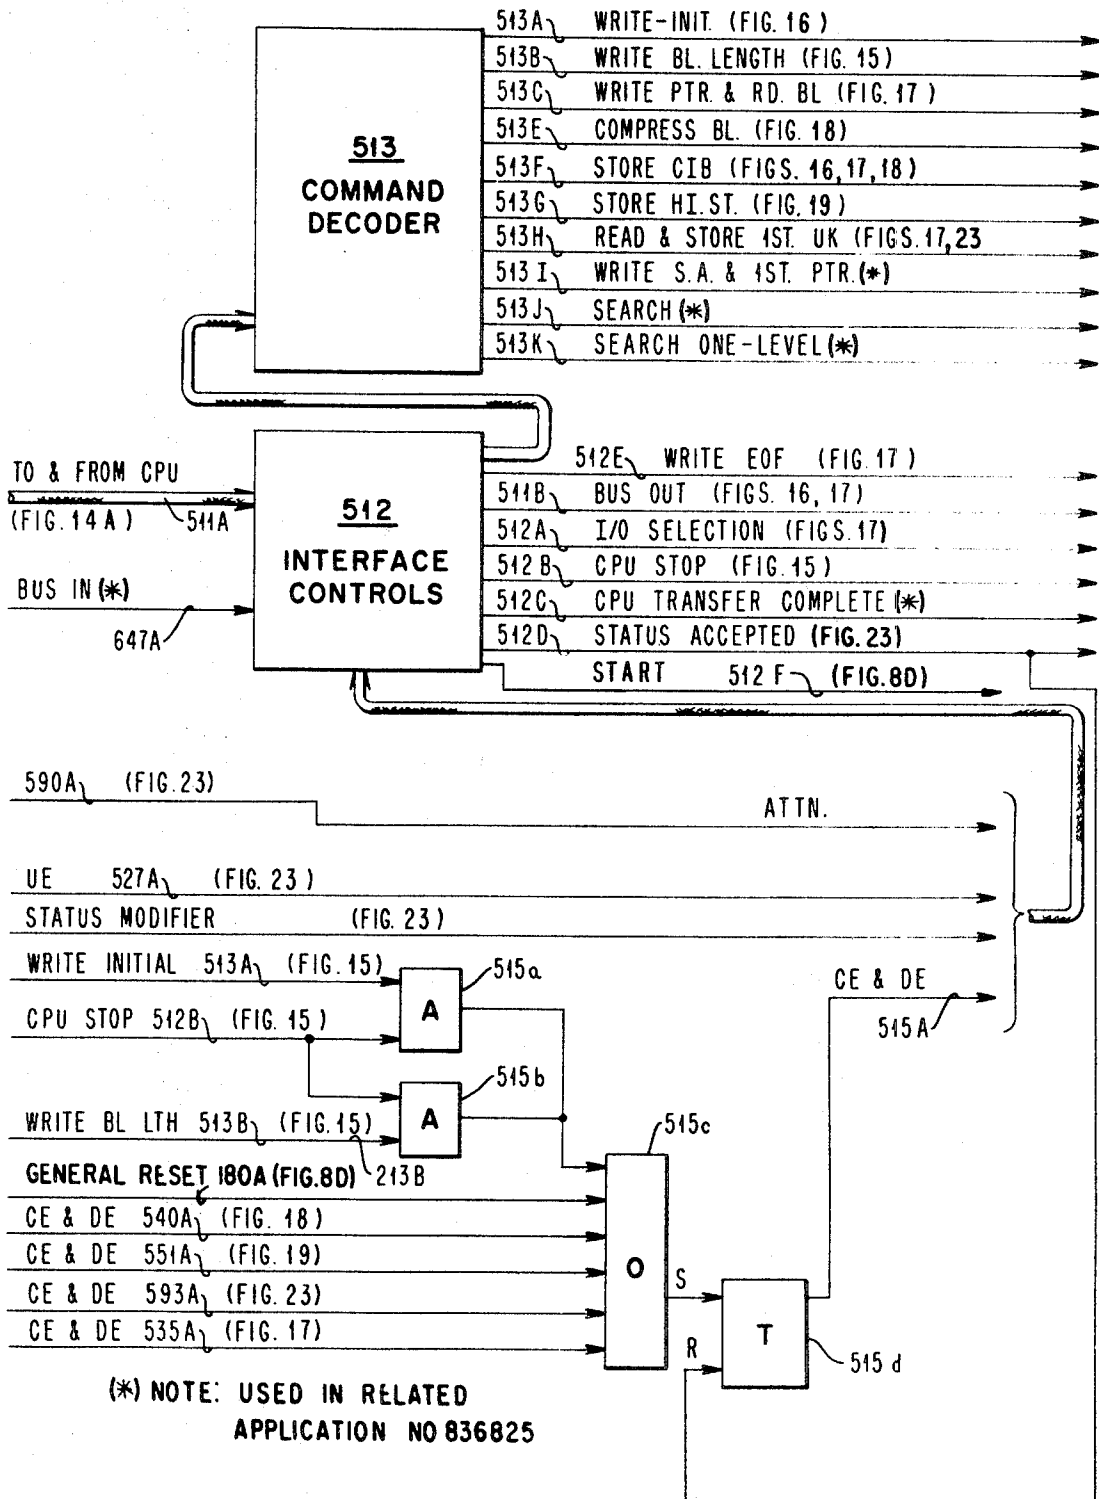 513A WRITE-INIT. (FIG. 16)
513B WRITE BL. LENGTH (FIG. 15)
513C WRITE PTR. & RD. BL (FIG. 17)
513E COMPRESS BL. (FIG. 18)
513F STORE CIB (FIGS. 16,17,18)
513G STORE HI.ST. (FIG. 19)
513H READ & STORE 1ST. UK (FIGS.17,23
513I WRITE S.A. & 1ST. PTR.(*)
513J SEARCH(*)
513K SEARCH ONE-LEVEL(*)
513
COMMAND
DECODER
TO & FROM CPU
(FIG.14A) 511A
BUS IN(*)
647A
512
INTERFACE
CONTROLS
512E WRITE EOF (FIG.17)
511B BUS OUT (FIGS. 16, 17)
512A I/O SELECTION (FIGS.17)
512B CPU STOP (FIG.15)
512C CPU TRANSFER COMPLETE(*)
512D STATUS ACCEPTED (FIG.23)
START 512F (FIG.8D)
590A (FIG.23)
ATTN.
UE 527A (FIG.23)
STATUS MODIFIER (FIG.23)
WRITE INITIAL 513A (FIG.15)
515a
A
CE & DE
515A
CPU STOP 512B (FIG.15)
515b
A
WRITE BL LTH 513B (FIG.15)
213B
515c
GENERAL RESET 180A(FIG.8D)
CE & DE 540A (FIG. 18)
CE & DE 551A (FIG.19)
CE & DE 593A (FIG.23)
CE & DE 535A (FIG.17)
O
S
R
T
515d
(*) NOTE: USED IN RELATED
APPLICATION NO 836825